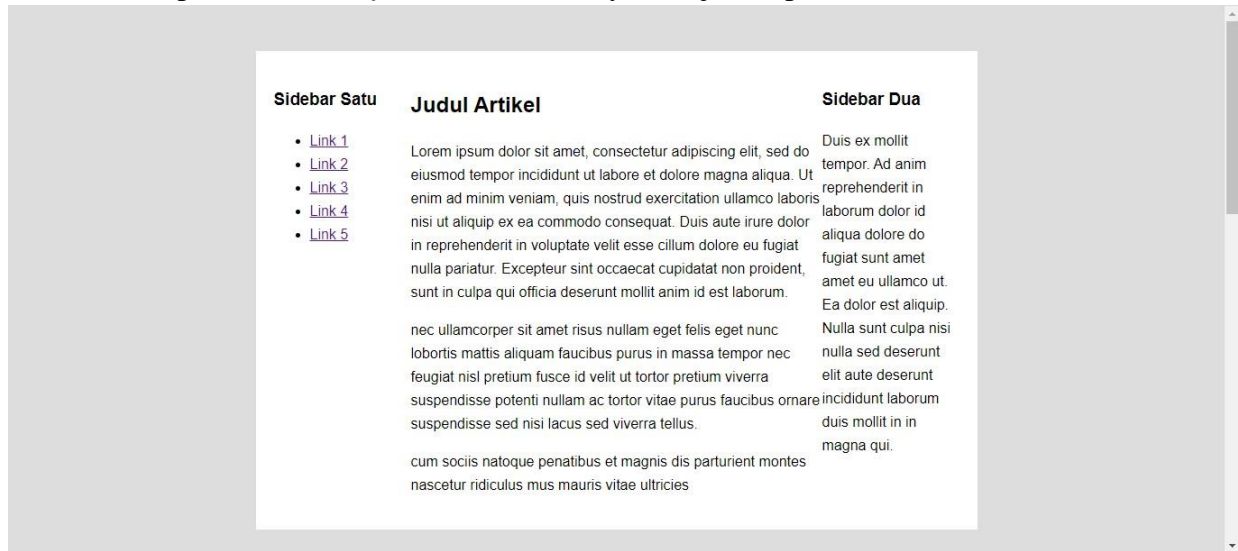 Sidebar Satu
Link 1
Link 2
Link 3
Link 4
Link 5
Judul Artikel
Lorem ipsum dolor sit amet, consectetur adipiscing elit, sed do
eiusmod tempor incididunt ut labore et dolore magna aliqua. Ut
enim ad minim veniam, quis nostrud exercitation ullamco laboris
nisi ut aliquip ex ea commodo consequat. Duis aute irure dolor
in reprehenderit in voluptate velit esse cillum dolore eu fugiat
nulla pariatur. Excepteur sint occaecat cupidatat non proident,
sunt in culpa qui officia deserunt mollit anim id est laborum.
nec ullamcorper sit amet risus nullam eget felis eget nunc
lobortis mattis aliquam faucibus purus in massa tempor nec
feugiat nisl pretium fusce id velit ut tortor pretium viverra
suspendisse potenti nullam ac tortor vitae purus faucibus ornare
suspendisse sed nisi lacus sed viverra tellus.
cum sociis natoque penatibus et magnis dis parturient montes
nascetur ridiculus mus mauris vitae ultricies
Sidebar Dua
Duis ex mollit
tempor. Ad anim
reprehenderit in
laborum dolor id
aliqua dolore do
fugiat sunt amet
amet eu ullamco ut.
Ea dolor est aliquip.
Nulla sunt culpa nisi
nulla sed deserunt
elit aute deserunt
incididunt laborum
duis mollit in in
magna qui.